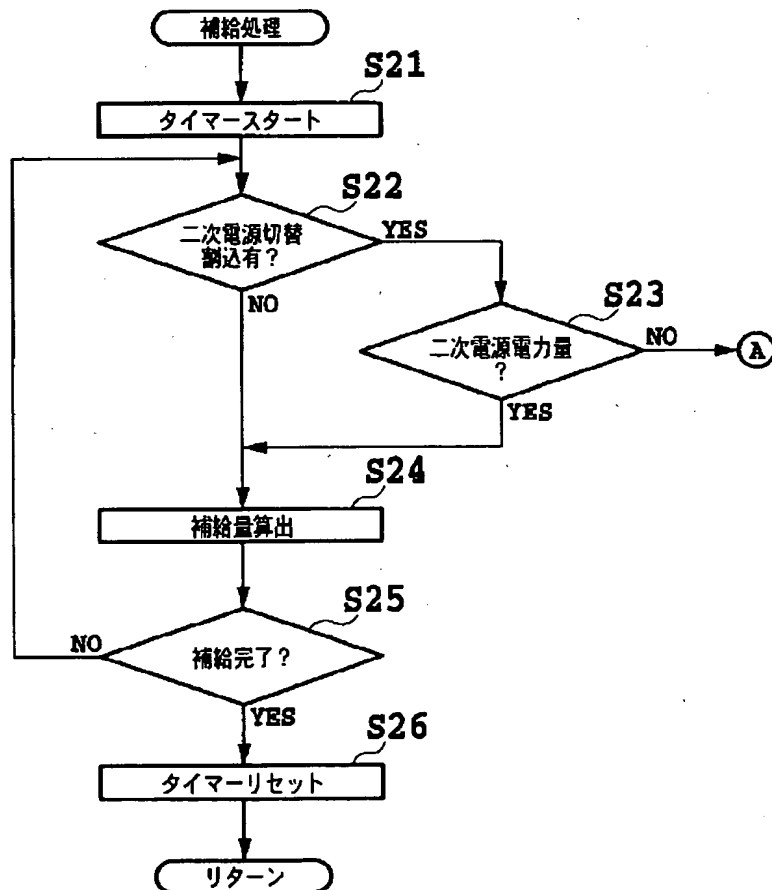 補給処理
S21
タイマースタート
S22
二次電源切替
割込有？
YES
NO
S23
二次電源電力量
？
NO
A
YES
S24
補給量算出
S25
NO
補給完了？
YES
S26
タイマーリセット
リターン